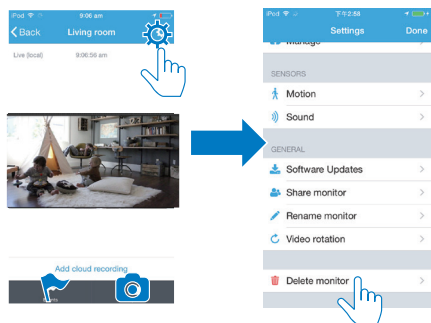 iPod
9:06 am
Back
Living room
Live (local)
9:06:56 am
Add cloud recording
iPod
下午2:58
Settings
Done
Manage
SENSORS
Motion
Sound
GENERAL
Software Updates
Share monitor
Rename monitor
Video rotation
Delete monitor